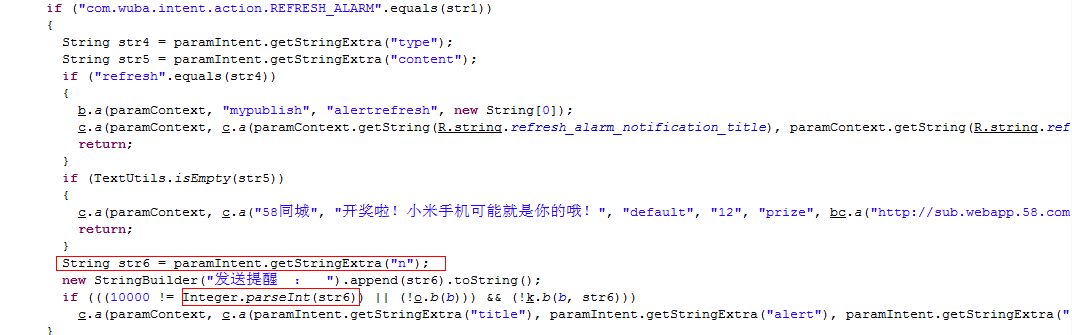 if ("com.wuba.intent.action.REFRESH_ALARM".equals(str1))
{
String str4 = paramIntent.getStringExtra("type");
String str5 = paramIntent.getStringExtra("content");
if ("refresh".equals(str4))
{
b.a(paramContext, "mypublish", "alertrefresh", new String[0]);
c.a(paramContext, c.a(paramContext.getString(R.string.refresh_alarm_notification_title), paramContext.getString(R.string.ref
return;
}
if (TextUtils.isEmpty(str5))
{
c.a(paramContext, c.a("58同城", "开奖啦！小米手机可能就是你的哦！", "default", "12", "prize", bc.a("http://sub.webapp.58.com
return;
}
String str6 = paramIntent.getStringExtra("n");
new StringBuilder("发送提醒 ： ").append(str6).toString();
if (((10000 != Integer.parseInt(str6)) || (!o.b(b))) && (!k.b(b, str6)))
c.a(paramContext, c.a(paramIntent.getStringExtra("title"), paramIntent.getStringExtra("alert"), paramIntent.getStringExtra("
}